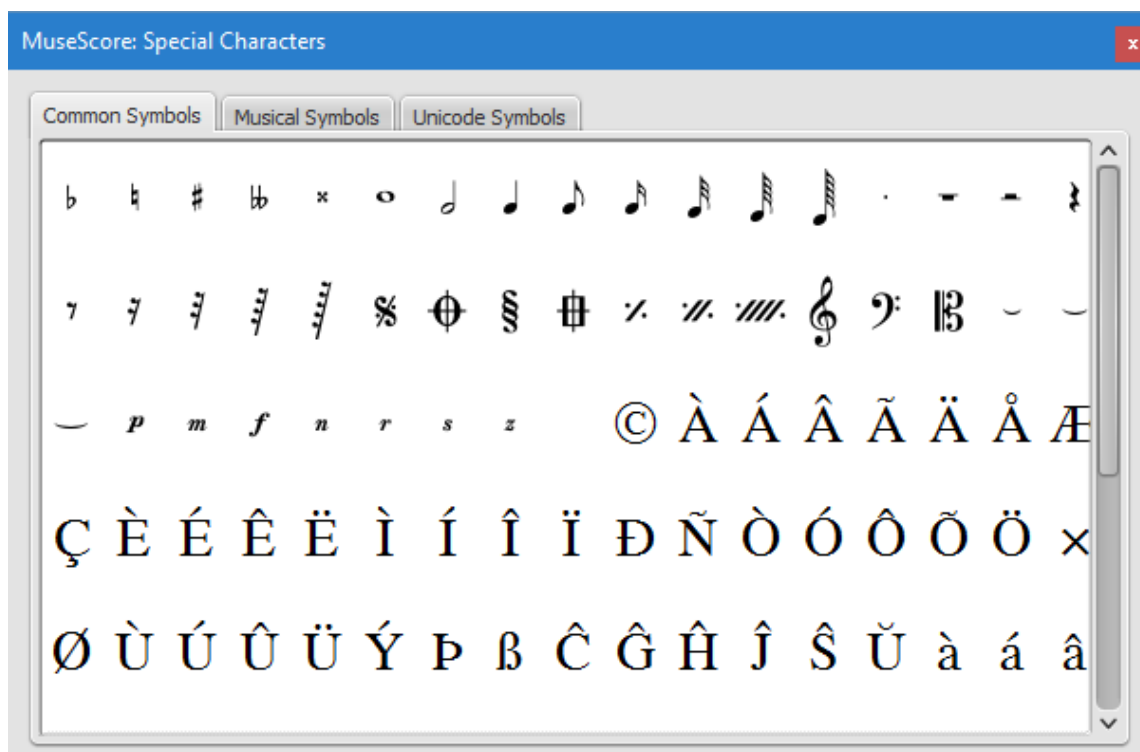 MuseScore: Special Characters
x
Common Symbols Musical Symbols Unicode Symbols
♭ ♮ ♯ 𝄫 𝄪 𝅝 𝅗𝅥 𝅘𝅥 𝅘𝅥𝅮 𝅘𝅥𝅯 𝅘𝅥𝅰 𝅘𝅥𝅱 𝅘𝅥𝅲 . 𝄻 𝄼 𝄽
𝄾 𝄿 𝅀 𝅁 𝅂 𝄋 𝄌 § 𝄎 𝄏 𝄞 𝄢 𝄡 ‿ ‿
‿ p m f n r s z © À Á Â Ã Ä Å Æ
Ç È É Ê Ë Ì Í Î Ï Ð Ñ Ò Ó Ô Õ Ö ×
Ø Ù Ú Û Ü Ý Þ ß Ĉ Ĝ Ĥ Ĵ Ŝ Ŭ à á â